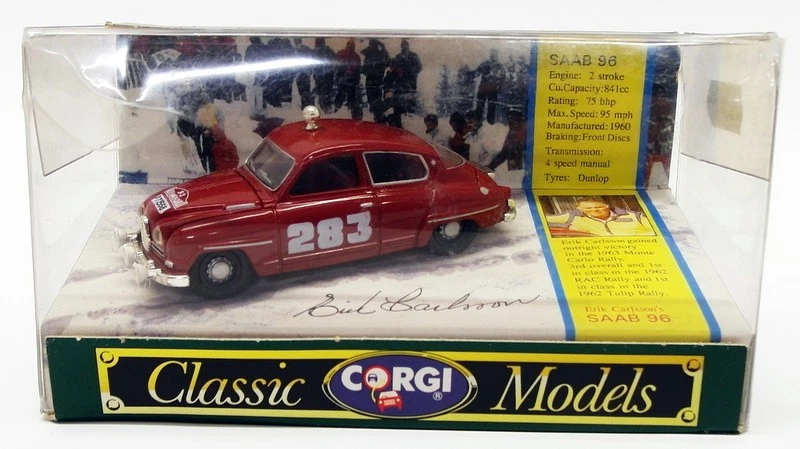 SAAB 96
Engine: 2 stroke
Cu.Capacity:841cc
Rating: 75 bhp
Max.Speed: 95 mph
Manufactured:1960
Braking:Front Discs
Transmission:
4 speed manual
Tyres: Dunlop
283
Erik Carlsson gained
outright victory
in the 1963 Monte
Carlo Rally,
3rd overall and 1st
in class in the 1962
RAC Rally and 1st
in class in the
1962 Tulip Rally.
Erik Carlsson's
SAAB 96
Erik Carlsson
Classic CORGI ® Models